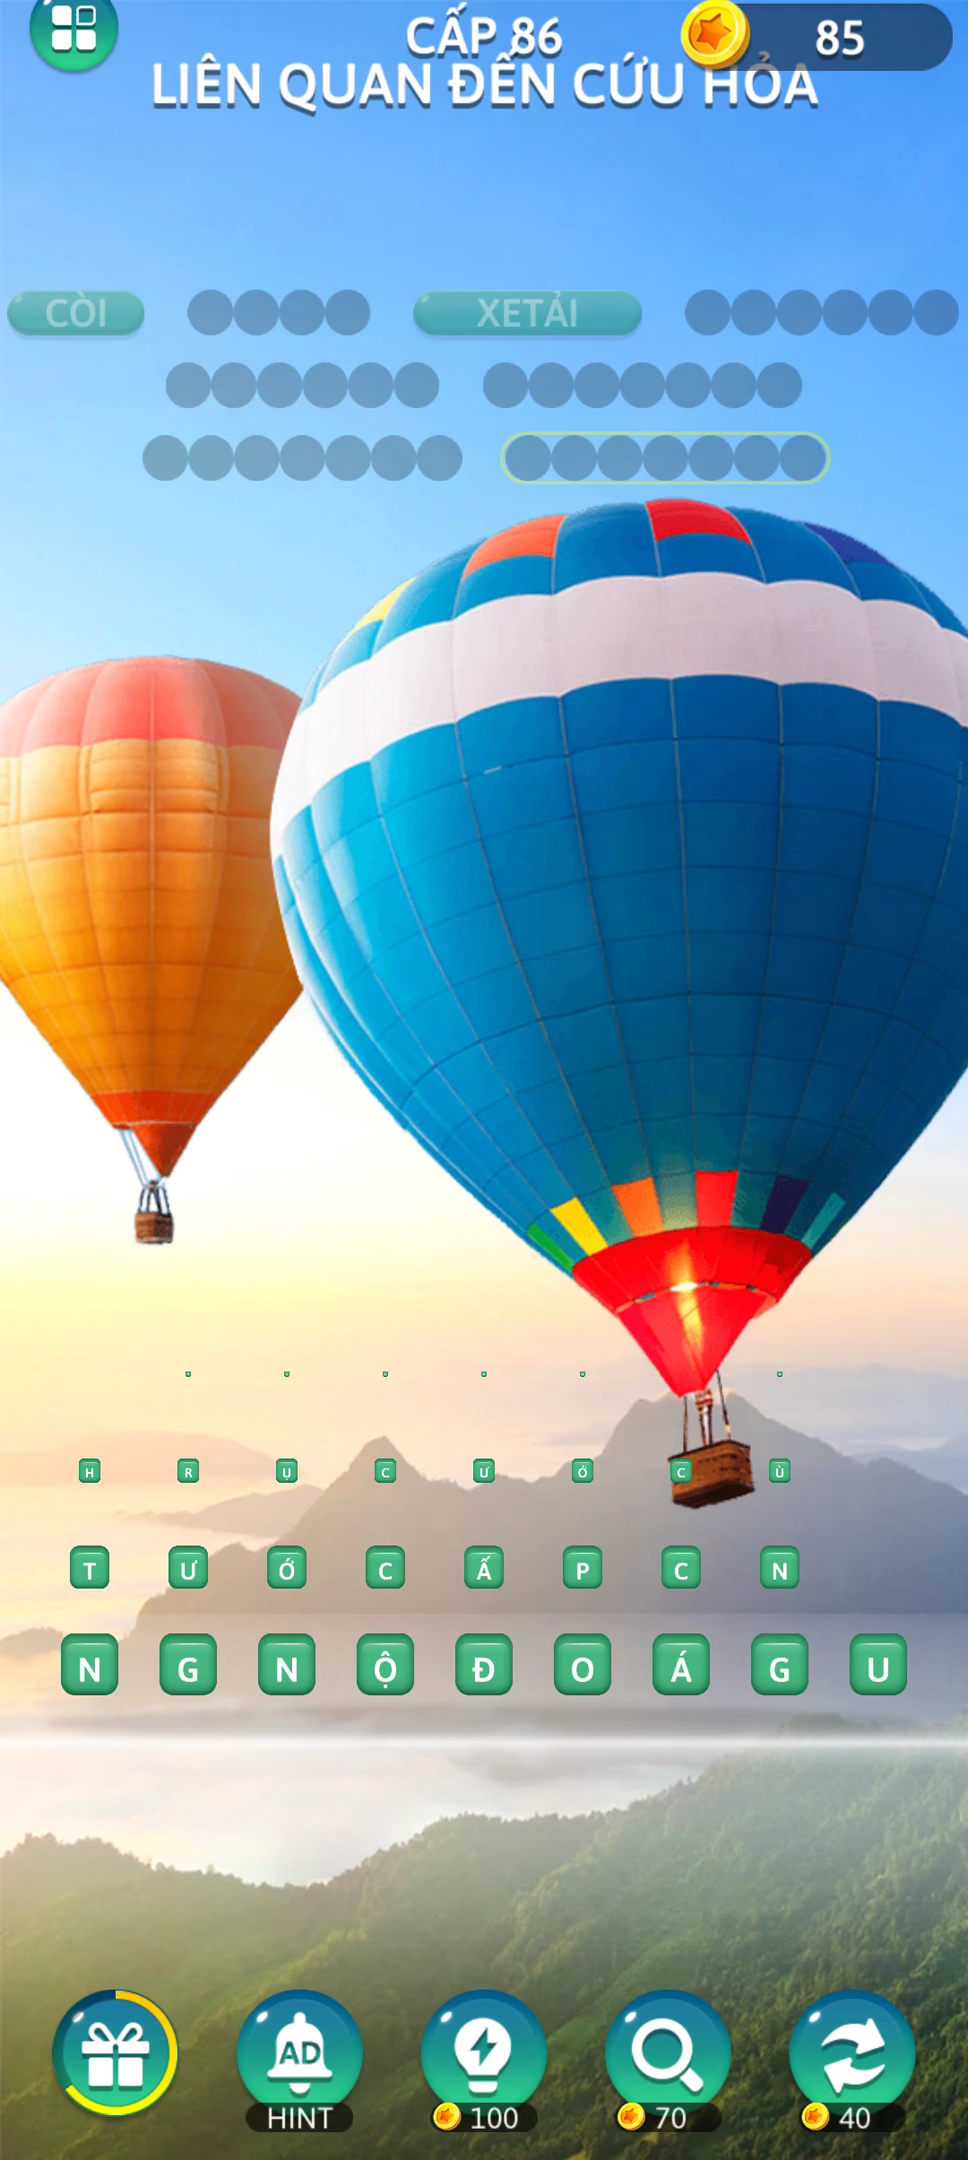 CẤP 86
85
LIÊN QUAN ĐẾN CỨU HỎA
CÒI XETẢI
H R Ụ C Ư Ớ C Ù
T Ư Ớ C Ấ P C N
N G N Ộ Đ O Á G U
AD
HINT 100 70 40